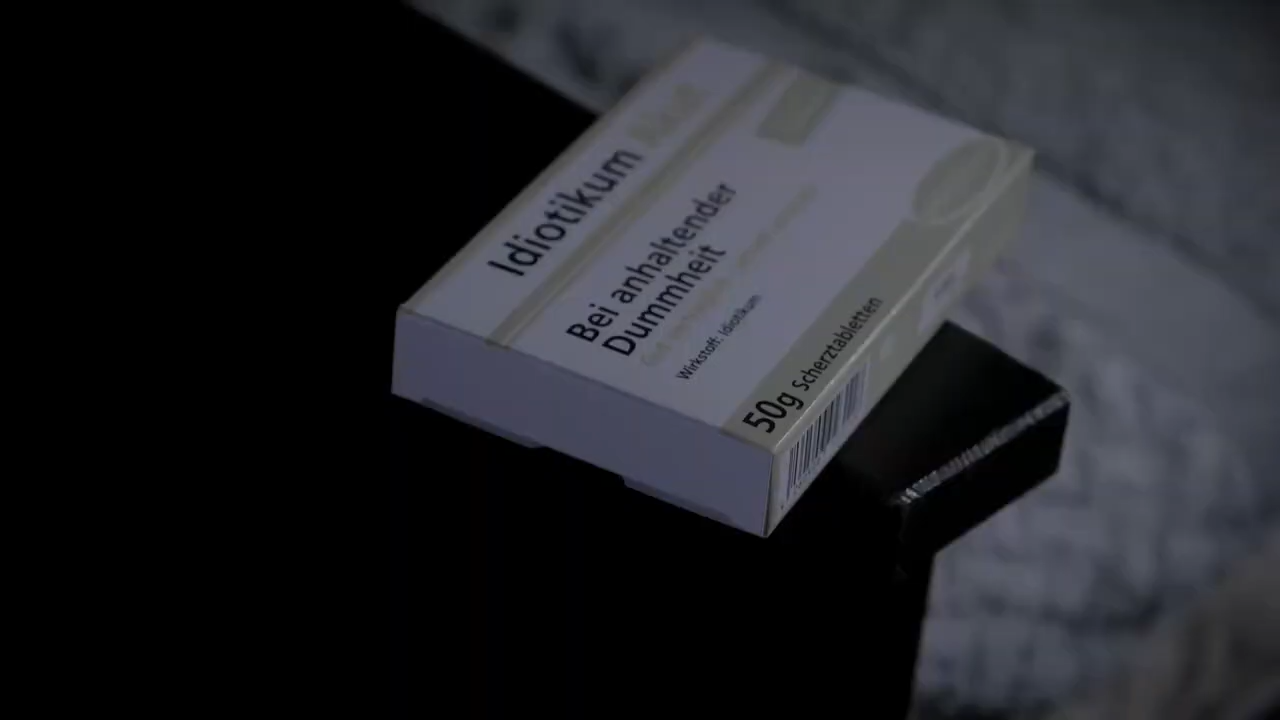 Idiotikum
Bei anhaltender
Dummheit
Wirkstoff: Idiotikum
50g Scherztabletten